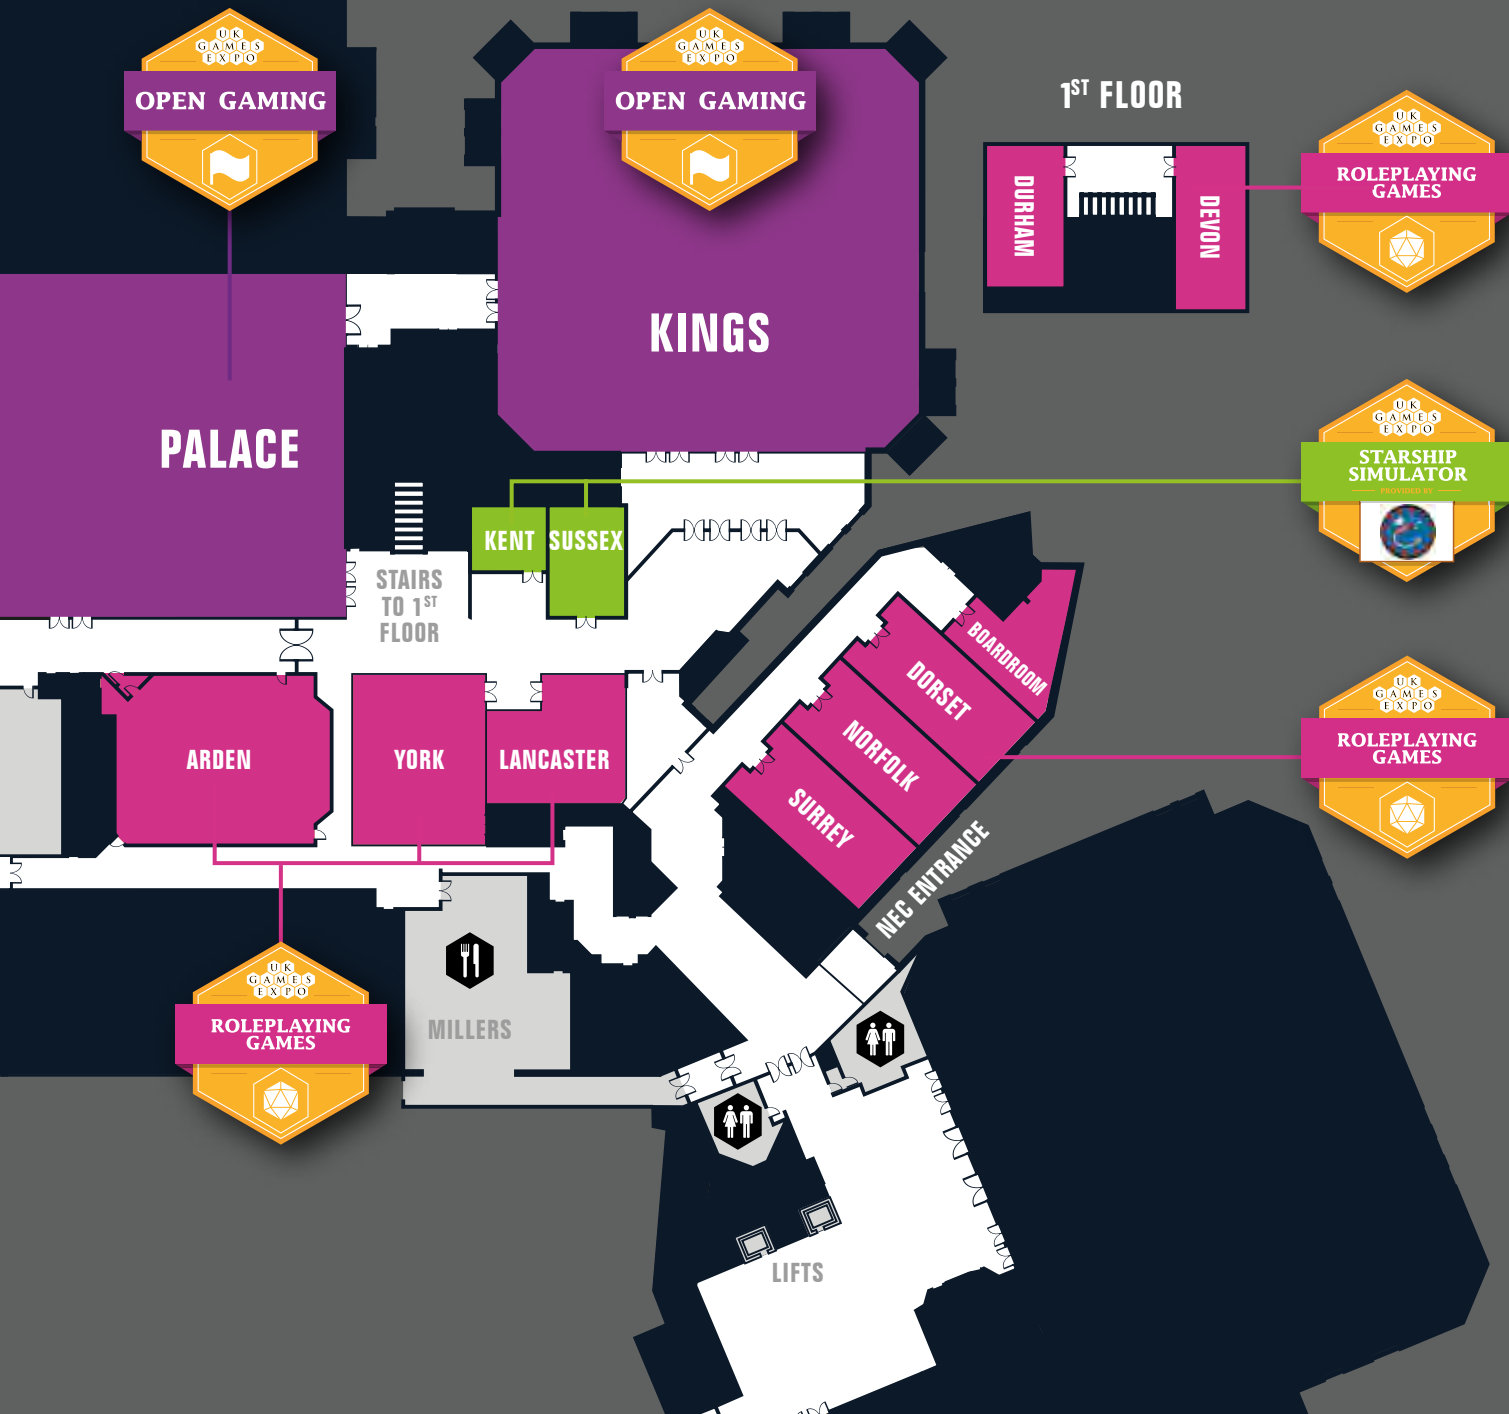 UK
GAMES
EXPO
OPEN GAMING
UK
GAMES
EXPO
OPEN GAMING
1ST FLOOR
UK
GAMES
EXPO
ROLEPLAYING
GAMES
DURHAM
DEVON
KINGS
PALACE
UK
GAMES
EXPO
STARSHIP
SIMULATOR
PROVIDED BY
KENT
SUSSEX
STAIRS
TO 1ST
FLOOR
BOARDROOM
DORSET
NORFOLK
SURREY
UK
GAMES
EXPO
ROLEPLAYING
GAMES
ARDEN
YORK
LANCASTER
NEC ENTRANCE
UK
GAMES
EXPO
ROLEPLAYING
GAMES
MILLERS
LIFTS